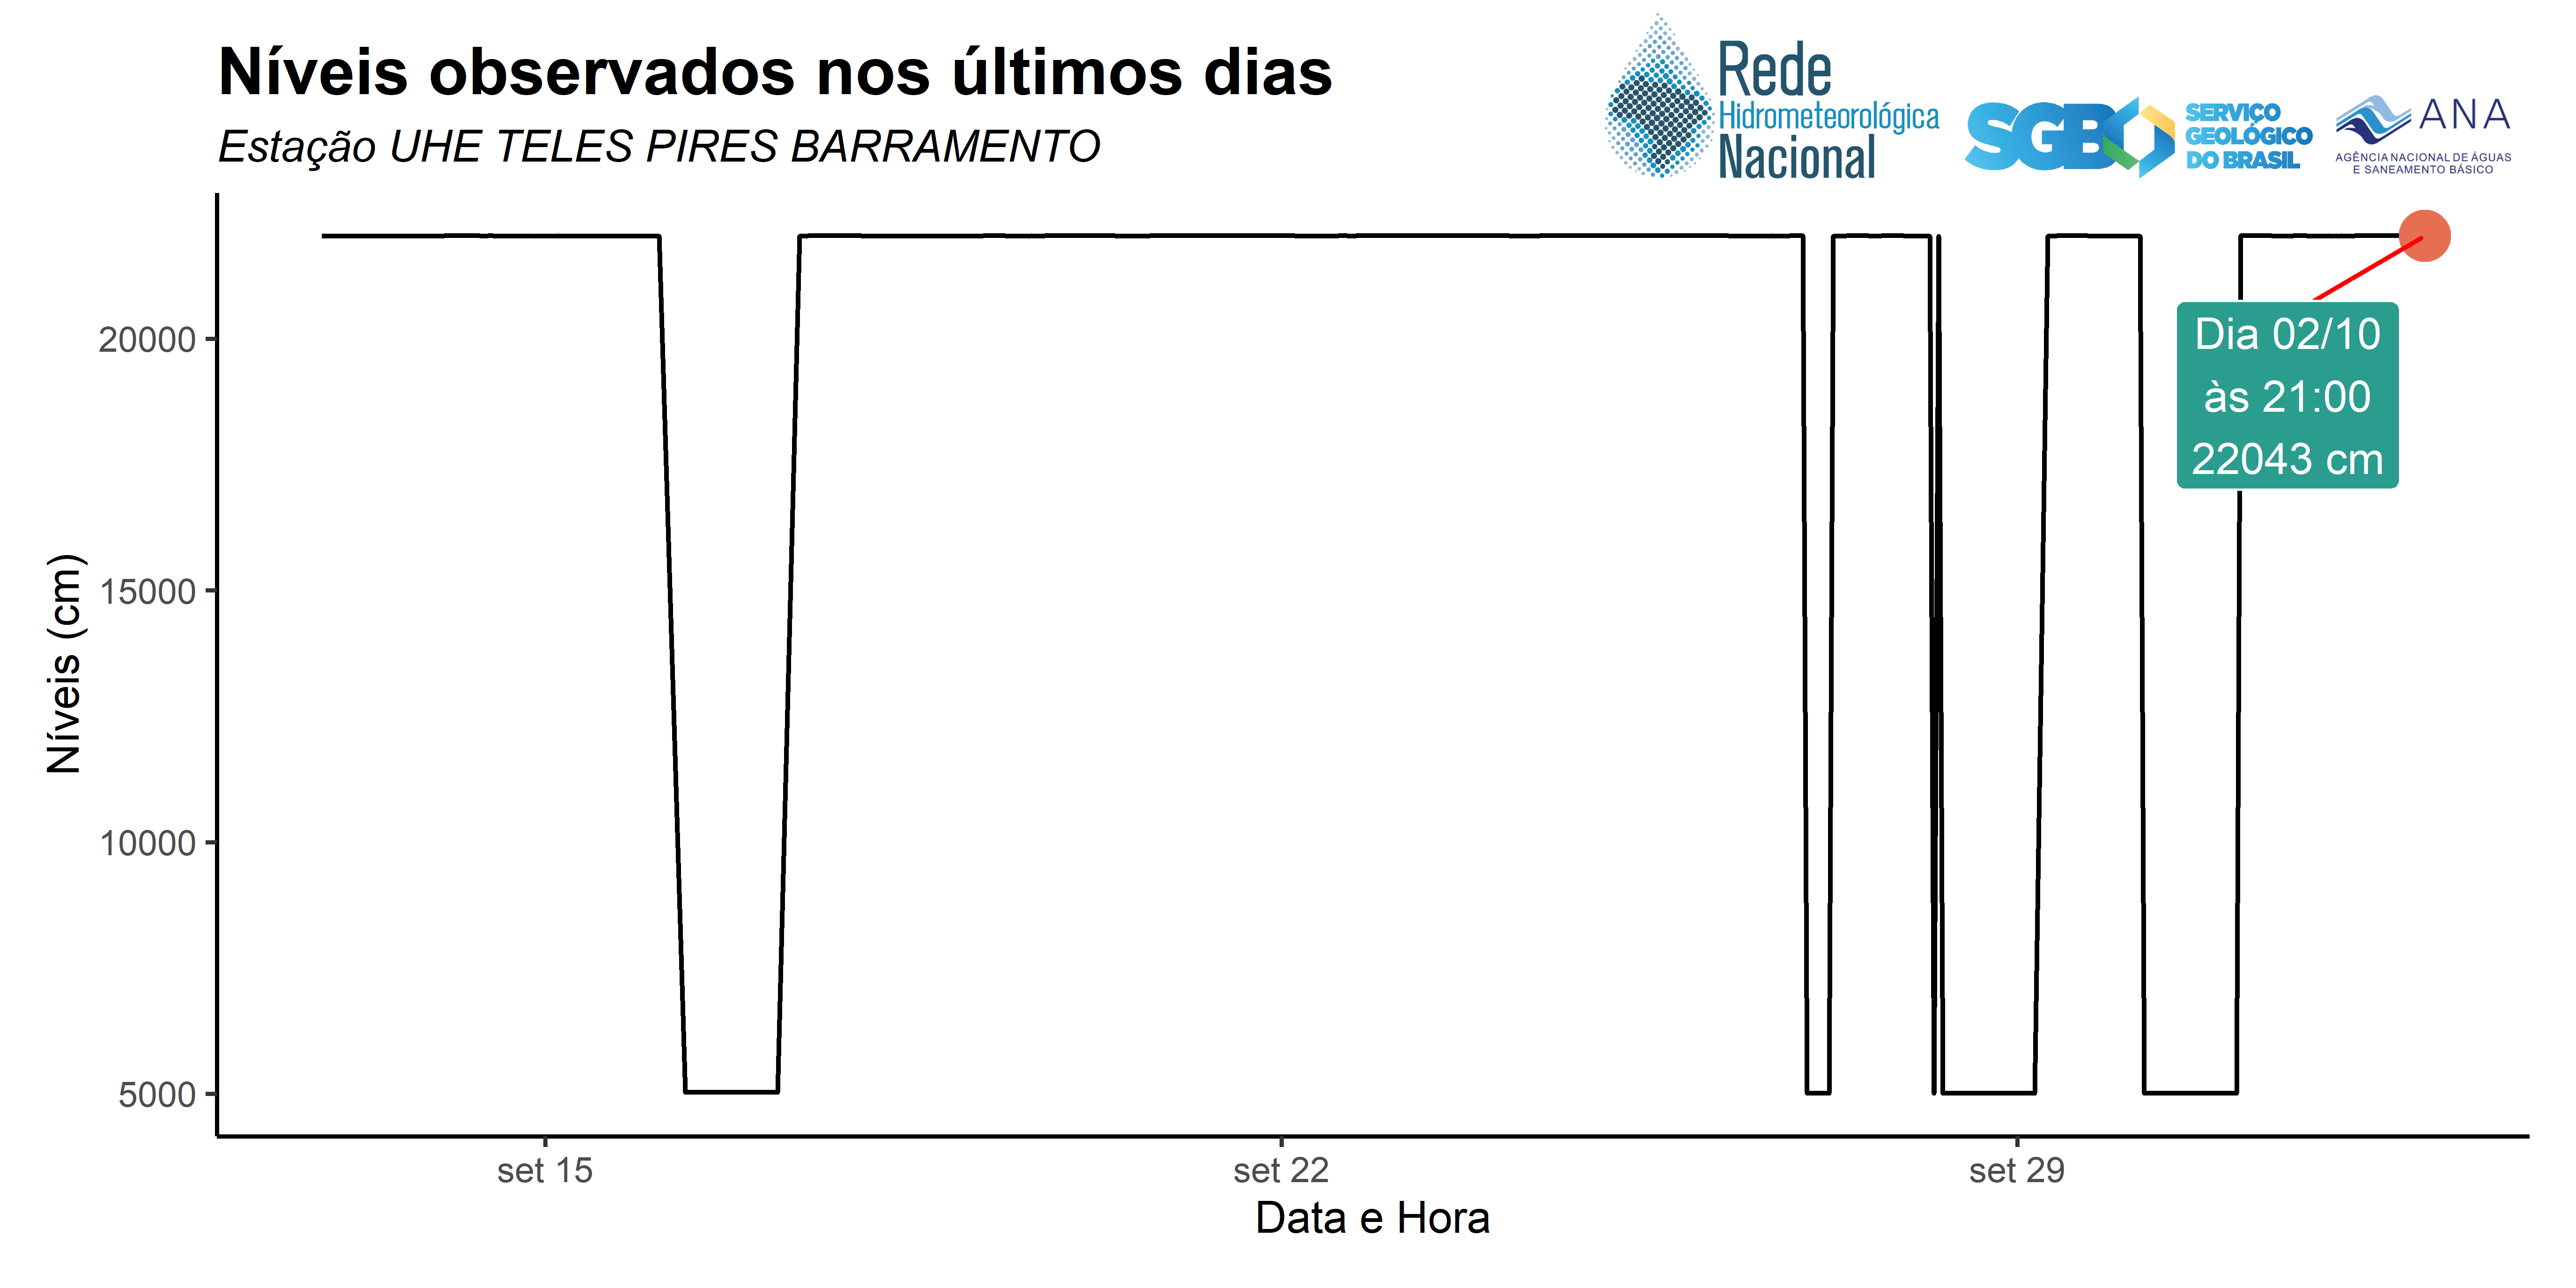 Níveis observados nos últimos dias
Estação UHE TELES PIRES BARRAMENTO
Rede
Hidrometeorológica
Nacional
SGB
SERVIÇO
GEOLÓGICO
DO BRASIL
ANA
AGÊNCIA NACIONAL DE ÁGUAS
E SANEAMENTO BÁSICO
Níveis (cm)
20000
15000
10000
5000
Dia 02/10
às 21:00
22043 cm
set 15
set 22
set 29
Data e Hora